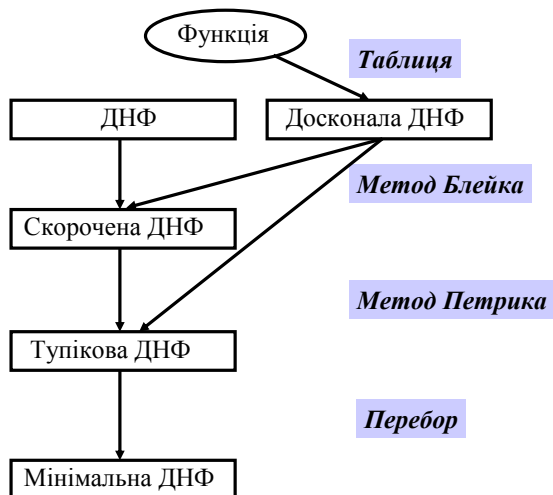 Функція
Таблиця
ДНФ
Досконала ДНФ
Метод Блейка
Скорочена ДНФ
Метод Петрика
Тупікова ДНФ
Перебор
Мінімальна ДНФ